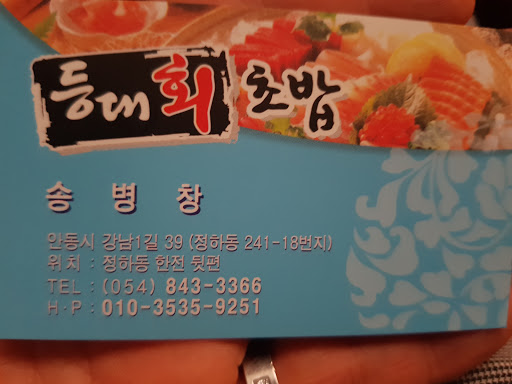 등대회초밥
송병창
안동시 강남1길 39 (정하동 241-18번지)
위치 : 정하동 한전 뒷편
TEL : (054) 843-3366
H·P : 010-3535-9251